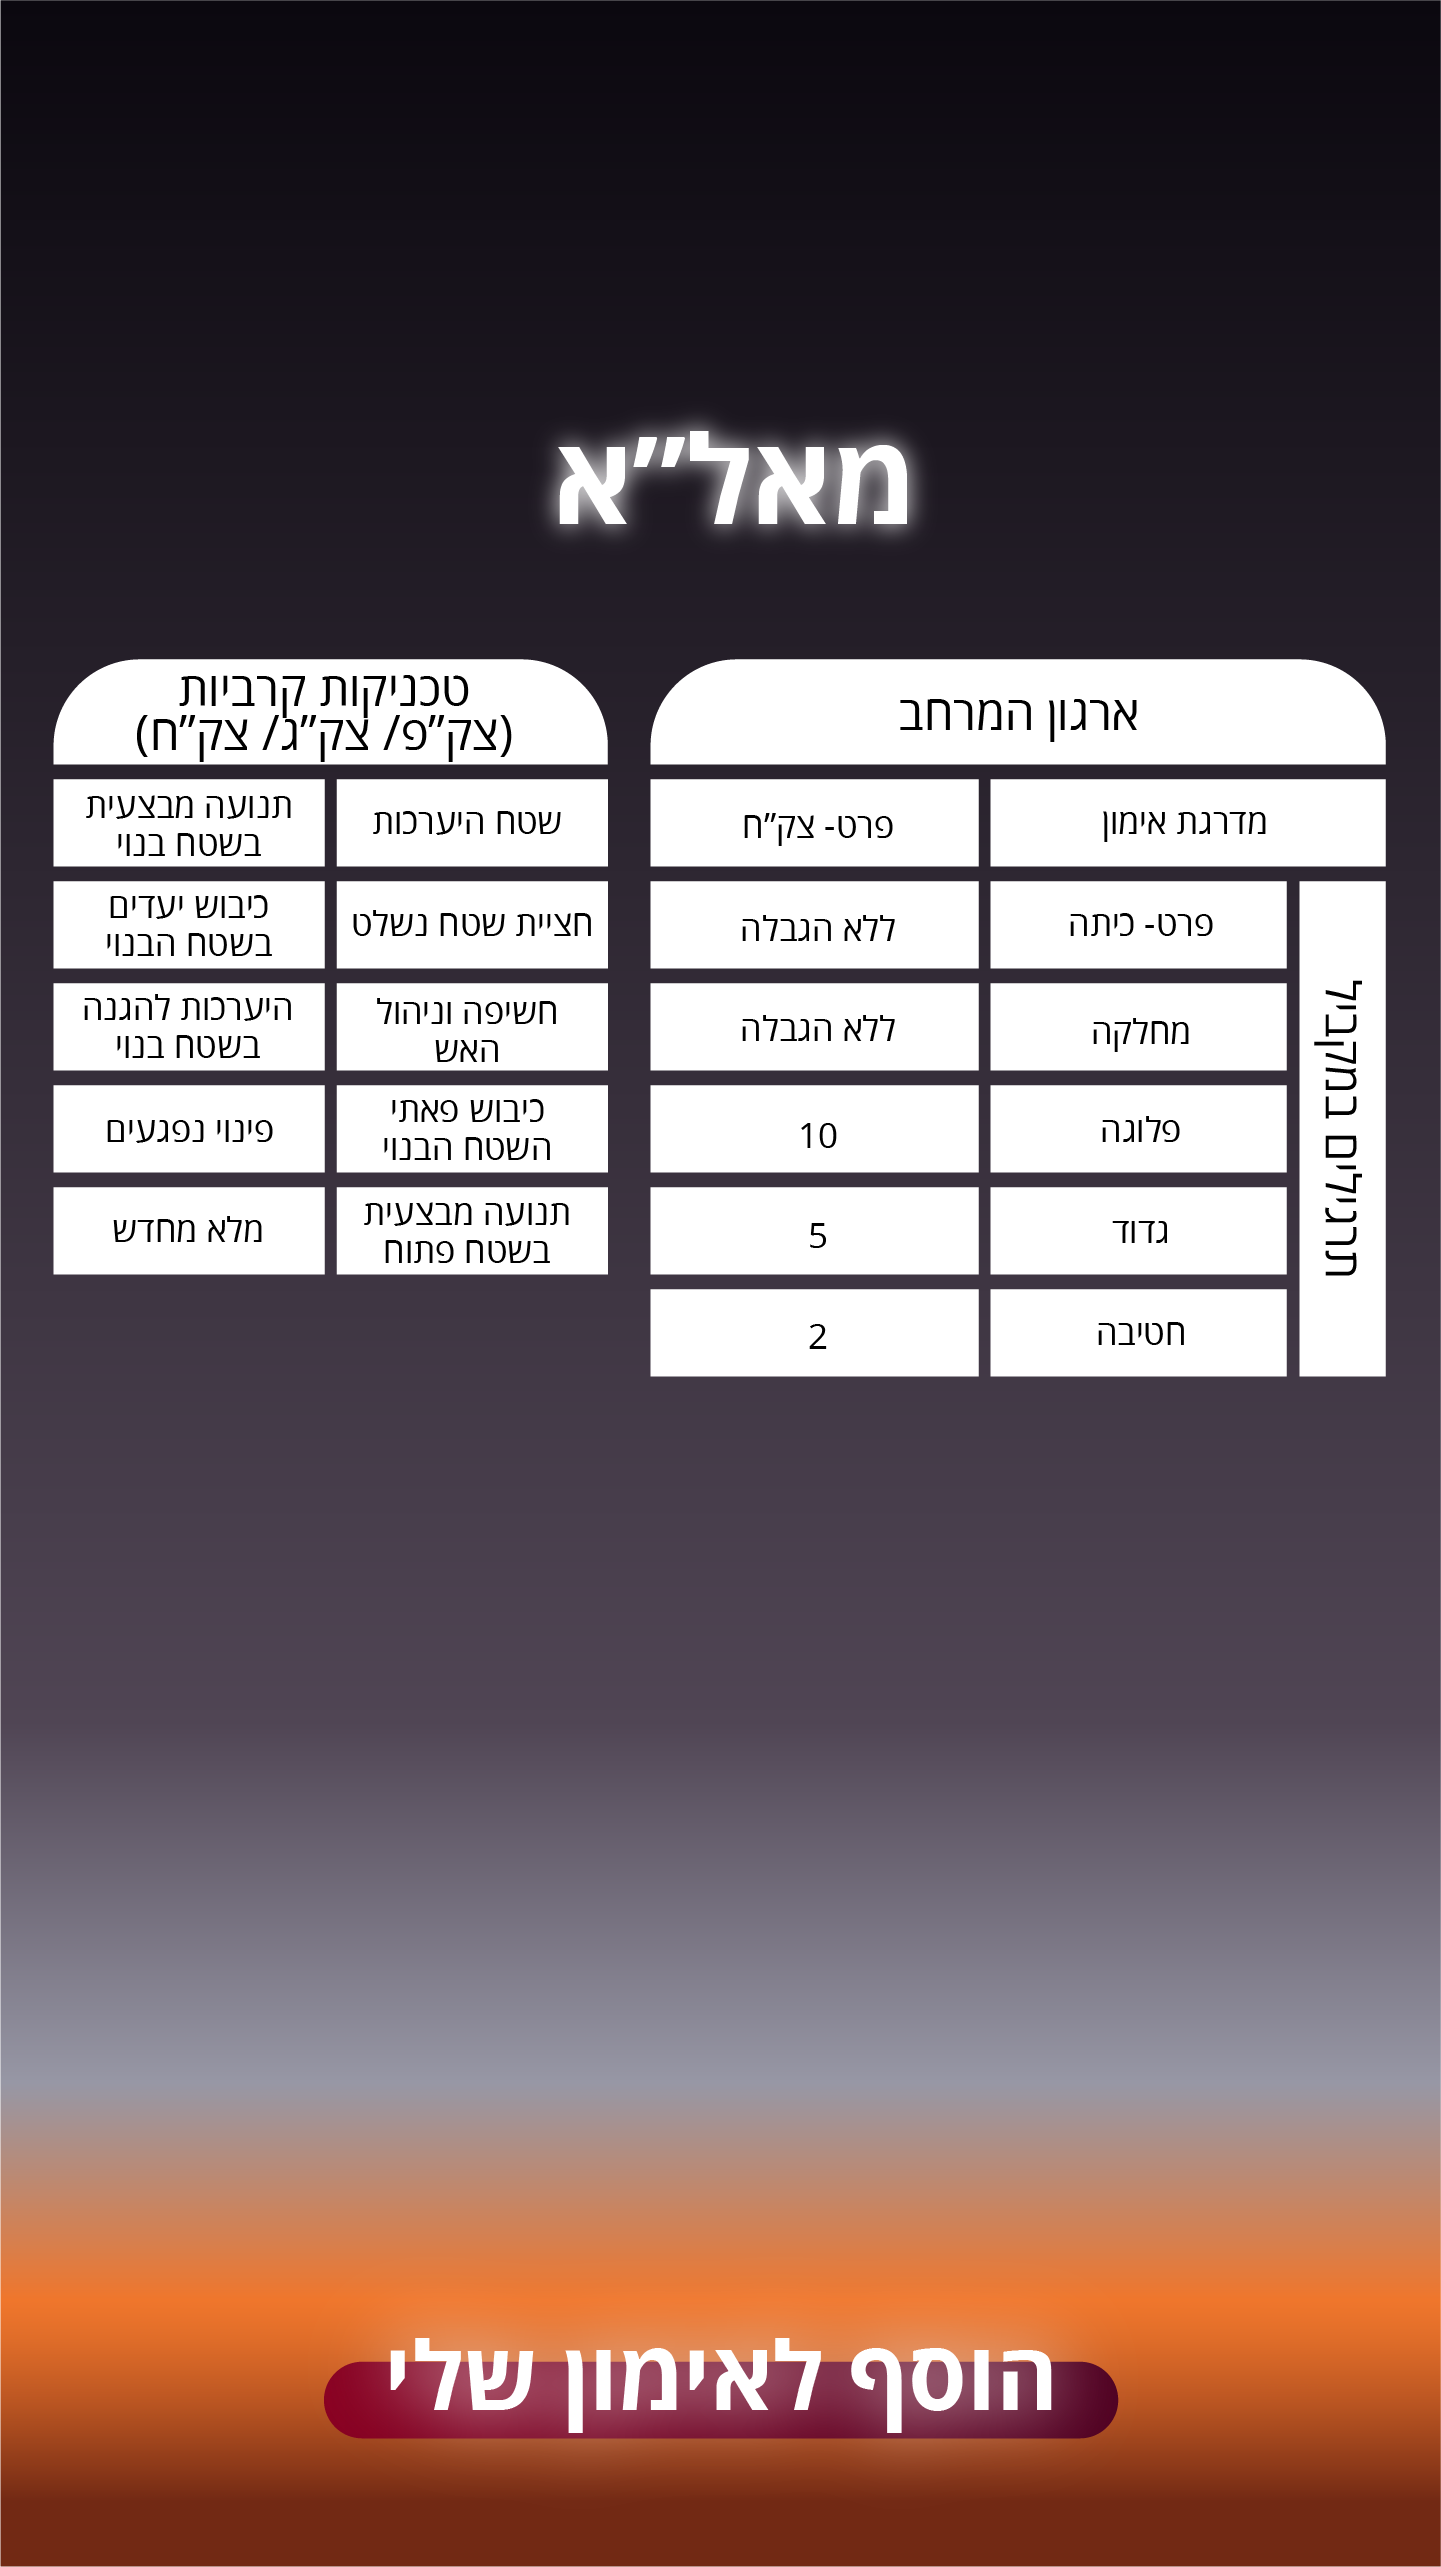 מאל״א
ארגון המרחב
מדרגת אימון
פרט- צק״ח
תרגילים במקביל
פרט- כיתה
ללא הגבלה
מחלקה
ללא הגבלה
פלוגה
10
גדוד
5
חטיבה
2
טכניקות קרביות
(צק״פ/ צק״ג/ צק״ח)
שטח היערכות
תנועה מבצעית
בשטח בנוי
חציית שטח נשלט
כיבוש יעדים
בשטח הבנוי
חשיפה וניהול
האש
היערכות להגנה
בשטח בנוי
כיבוש פאתי
השטח הבנוי
פינוי נפגעים
תנועה מבצעית
בשטח פתוח
מלא מחדש
הוסף לאימון שלי